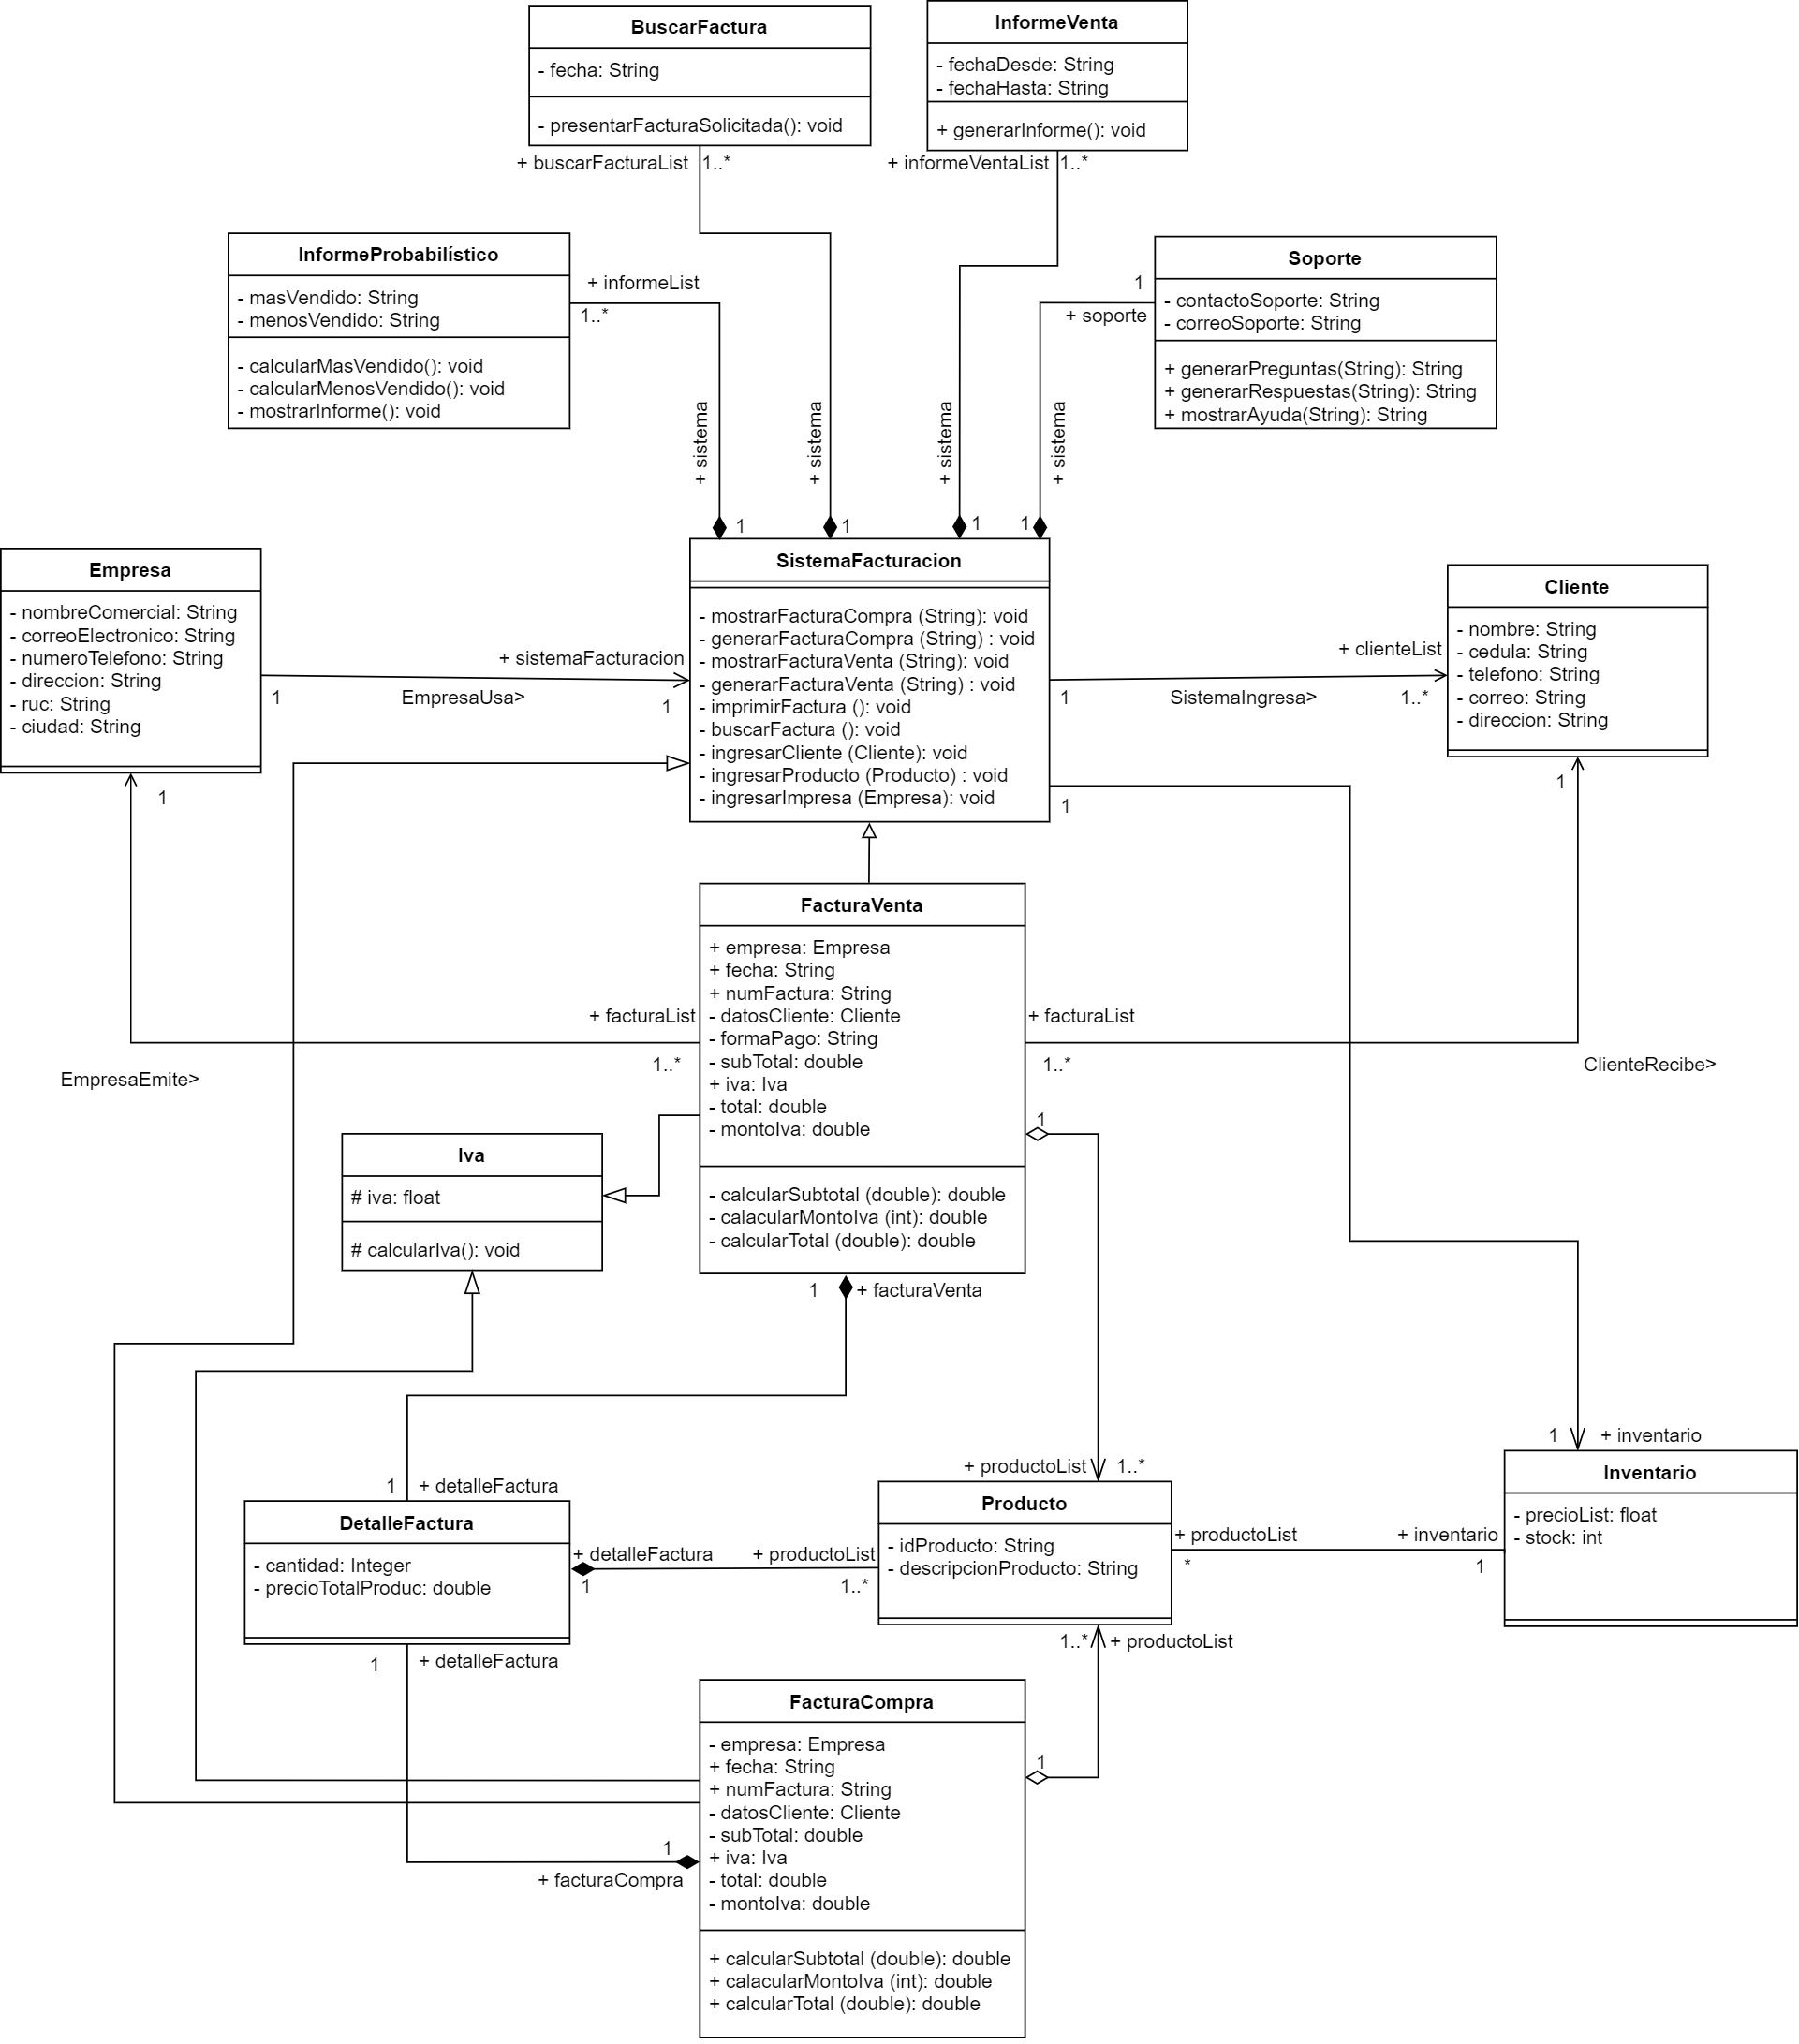 BuscarFactura
- fecha: String
- presentarFacturaSolicitada(): void
+ buscarFacturaList 1..*
InformeVenta
- fechaDesde: String
- fechaHasta: String
+ generarInforme(): void
+ informeVentaList 1..*
InformeProbabilístico
- masVendido: String
- menosVendido: String
- calcularMasVendido(): void
- calcularMenosVendido(): void
- mostrarInforme(): void
+ informeList
1..*
Soporte
- contactoSoporte: String
- correoSoporte: String
+ generarPreguntas(String): String
+ generarRespuestas(String): String
+ mostrarAyuda(String): String
1
+ soporte
+ sistema
+ sistema
+ sistema
+ sistema
1
1
1
1
Empresa
- nombreComercial: String
- correoElectronico: String
- numeroTelefono: String
- direccion: String
- ruc: String
- ciudad: String
1
EmpresaUsa>
+ sistemaFacturacion
1
1
SistemaFacturacion
- mostrarFacturaCompra (String): void
- generarFacturaCompra (String) : void
- mostrarFacturaVenta (String): void
- generarFacturaVenta (String) : void
- imprimirFactura (): void
- buscarFactura (): void
- ingresarCliente (Cliente): void
- ingresarProducto (Producto) : void
- ingresarImpresa (Empresa): void
1
SistemaIngresa>
+ clienteList
1..*
1
Cliente
- nombre: String
- cedula: String
- telefono: String
- correo: String
- direccion: String
1
FacturaVenta
+ empresa: Empresa
+ fecha: String
+ numFactura: String
- datosCliente: Cliente
- formaPago: String
- subTotal: double
+ iva: Iva
- total: double
- montoIva: double
- calcularSubtotal (double): double
- calacularMontoIva (int): double
- calcularTotal (double): double
+ facturaList
1..*
EmpresaEmite>
+ facturaList
1..*
ClienteRecibe>
1
Iva
# iva: float
# calcularIva(): void
1
+ facturaVenta
1
+ detalleFactura
DetalleFactura
- cantidad: Integer
- precioTotalProduc: double
+ detalleFactura
1
+ productoList
1..*
+ productoList 1..*
Producto
- idProducto: String
- descripcionProducto: String
+ productoList
*
+ inventario
1
1
+ inventario
Inventario
- precioList: float
- stock: int
1
+ detalleFactura
1..*
+ productoList
FacturaCompra
- empresa: Empresa
+ fecha: String
+ numFactura: String
- datosCliente: Cliente
- subTotal: double
+ iva: Iva
- total: double
- montoIva: double
+ calcularSubtotal (double): double
+ calacularMontoIva (int): double
+ calcularTotal (double): double
1
1
+ facturaCompra